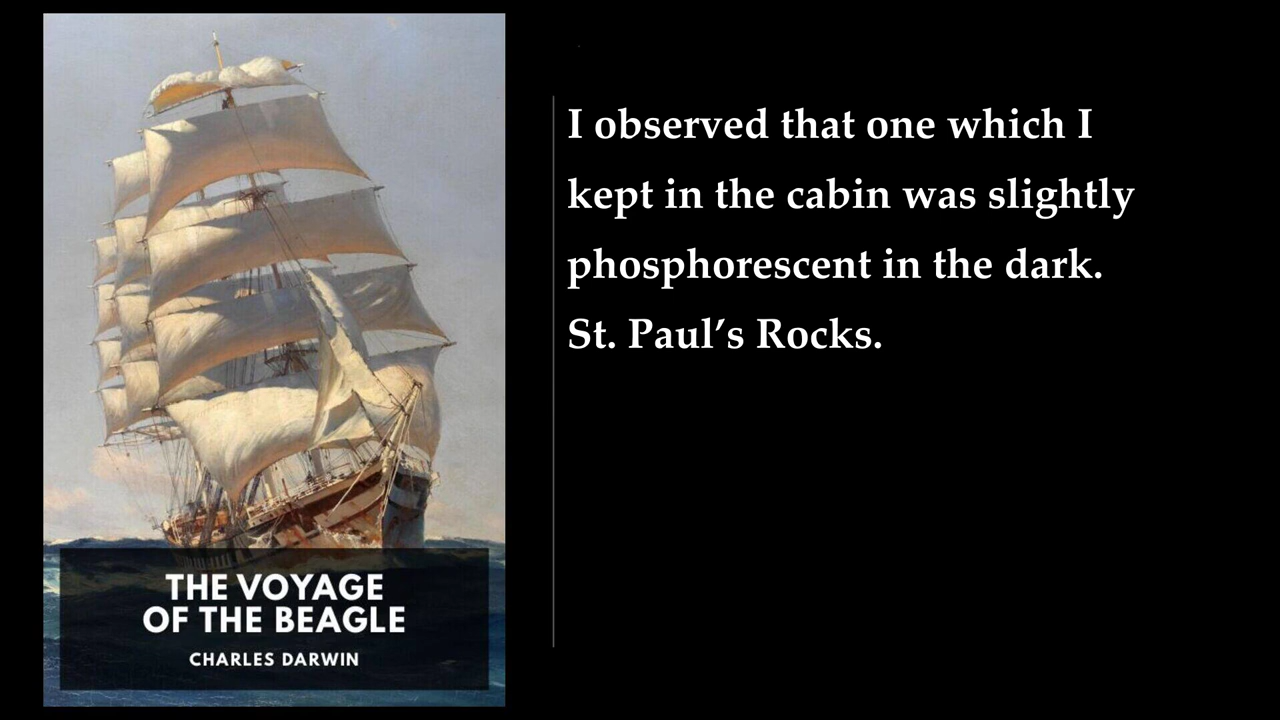 THE VOYAGE
OF THE BEAGLE
CHARLES DARWIN
I observed that one which I
kept in the cabin was slightly
phosphorescent in the dark.
St. Paul’s Rocks.